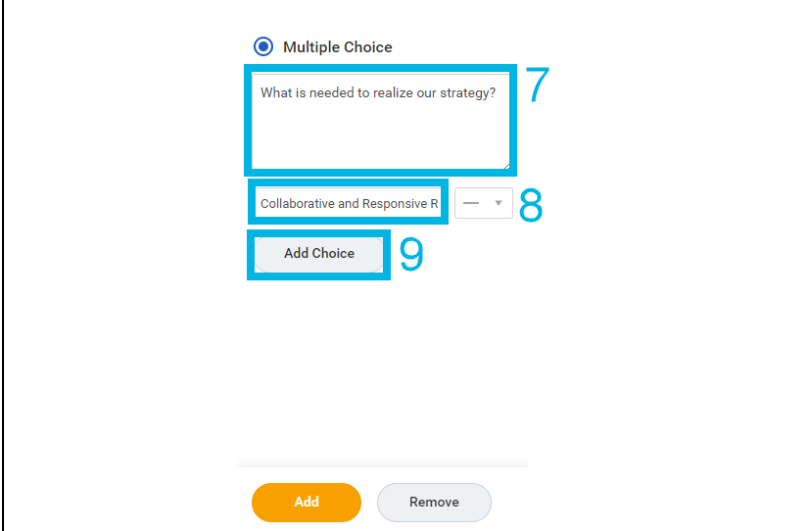 Multiple Choice
What is needed to realize our strategy? 7
Collaborative and Responsive R 8
Add Choice 9
Add Remove